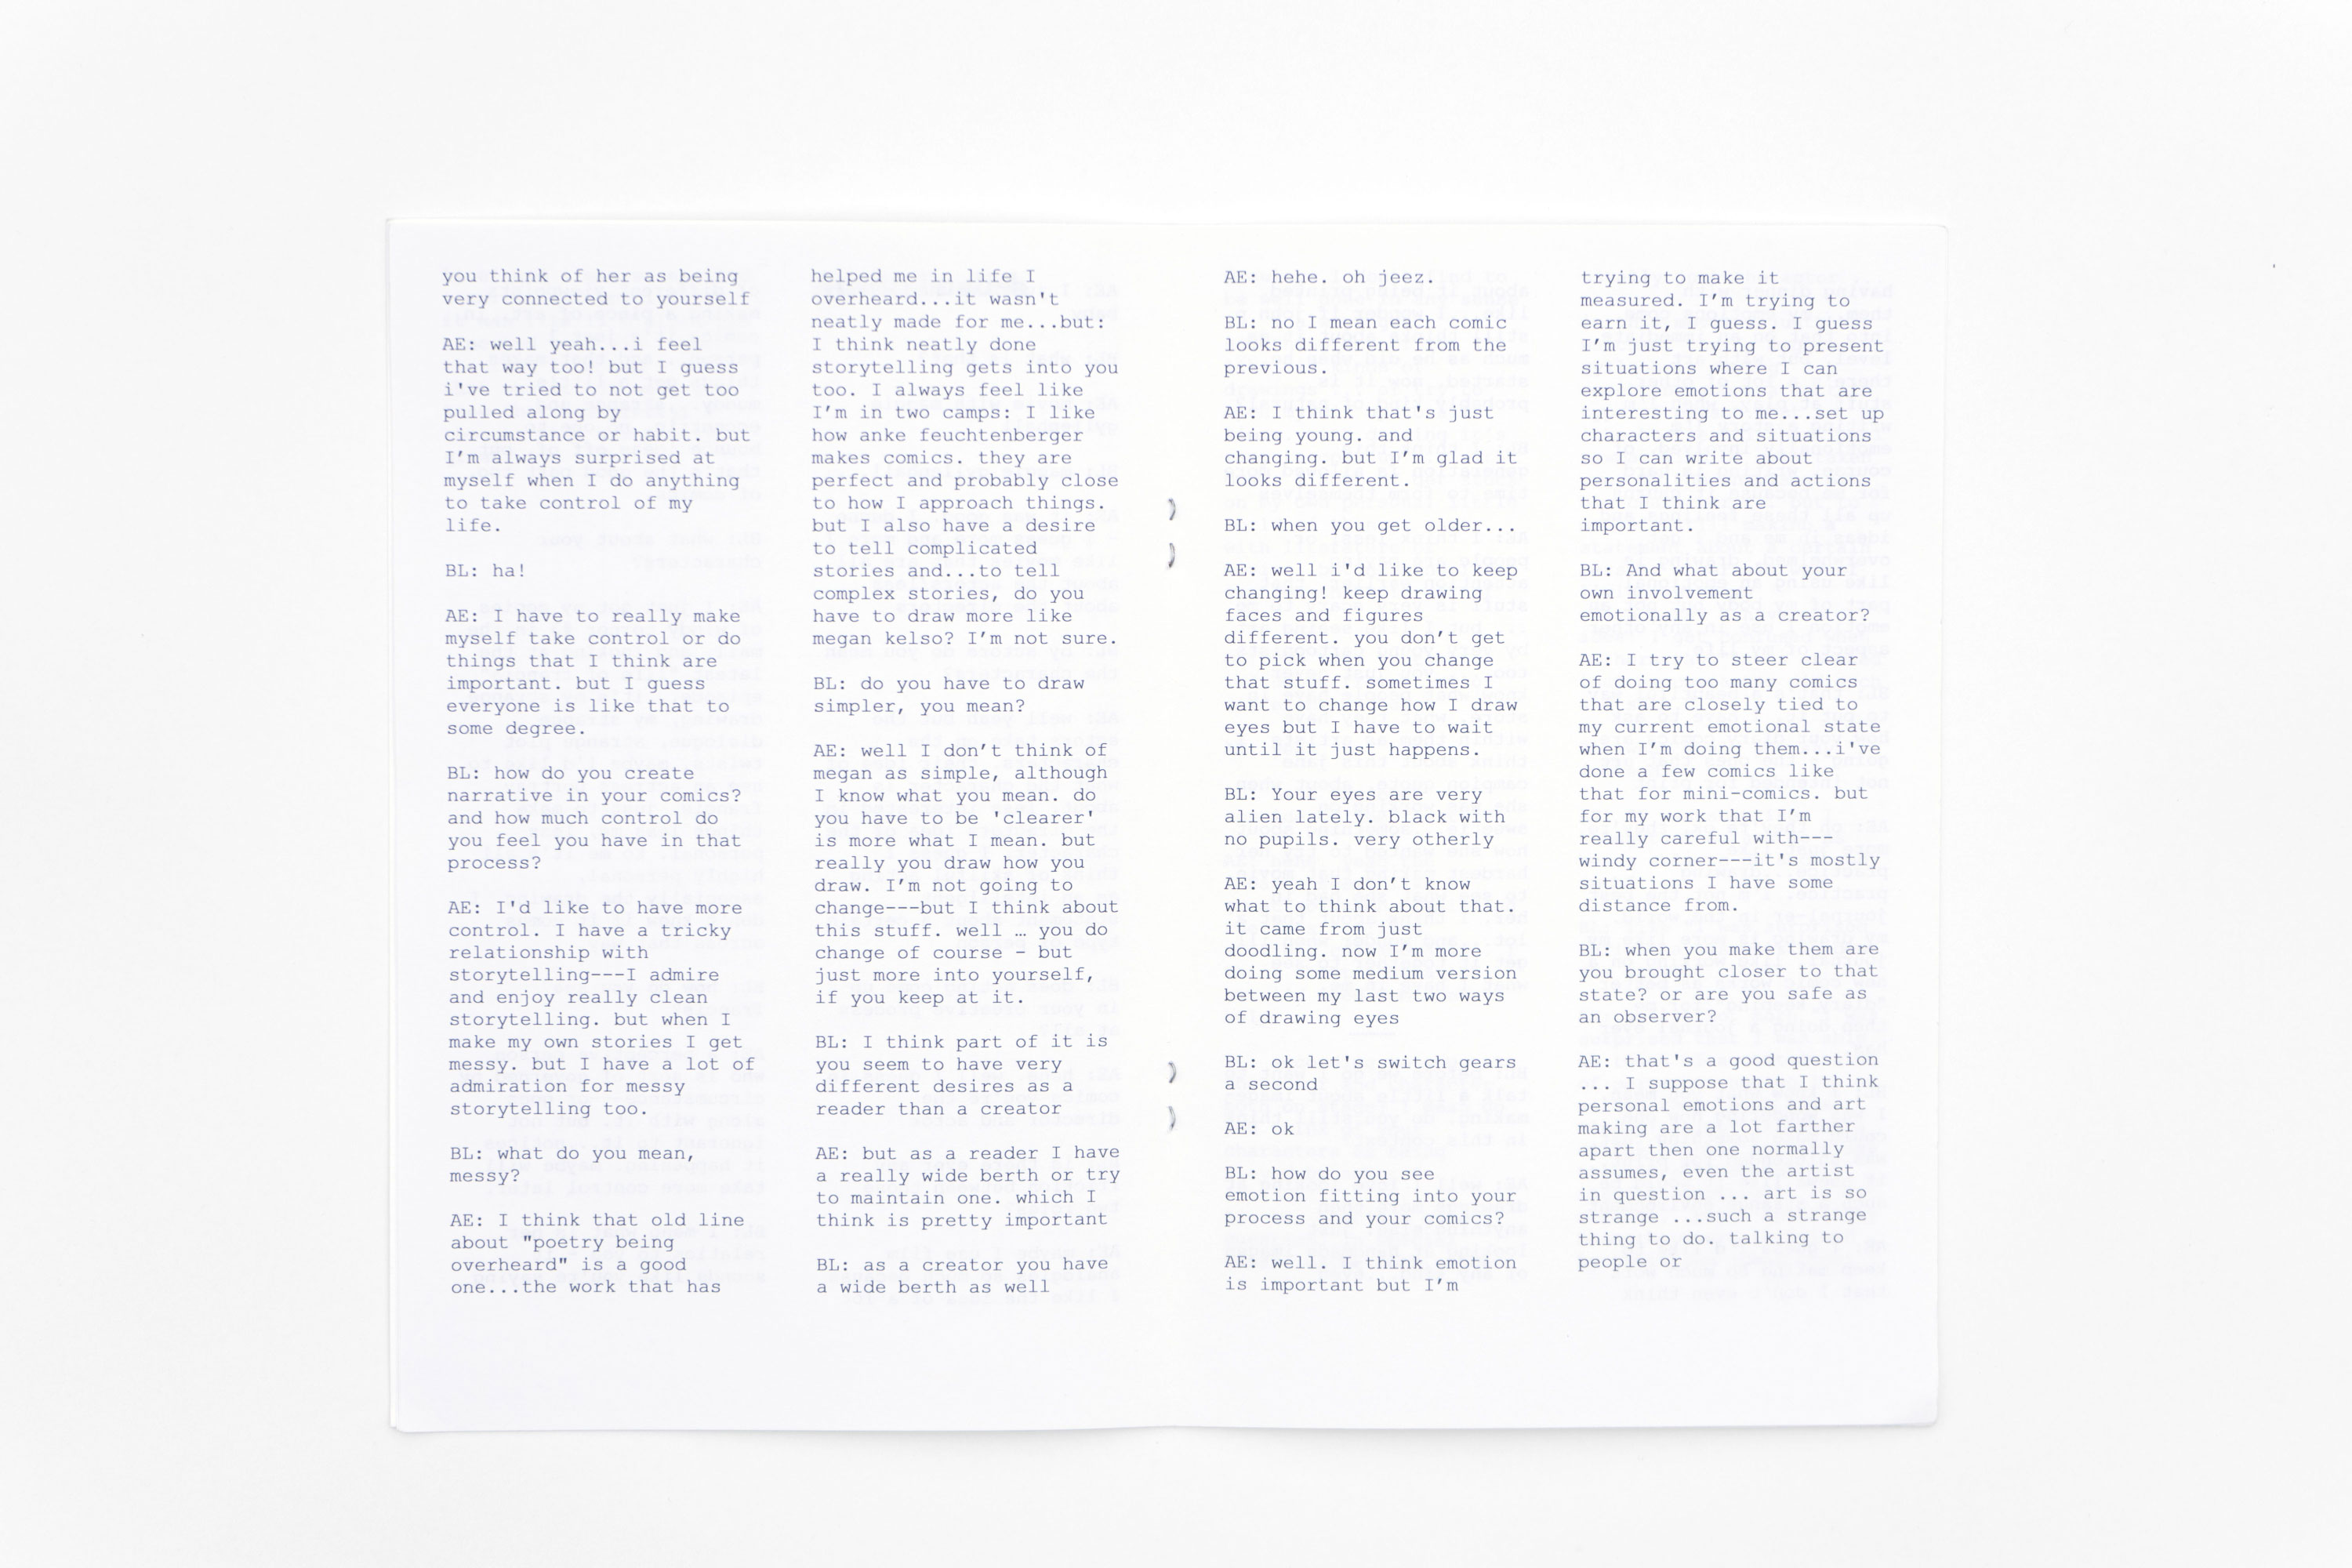 you think of her as being
very connected to yourself
AE: well yeah...i feel
that way too! but I guess
i've tried to not get too
pulled along by
circumstance or habit. but
I'm always surprised at
myself when I do anything
to take control of my
life.
BL: ha!
AE: I have to really make
myself take control or do
things that I think are
important. but I guess
everyone is like that to
some degree.
BL: how do you create
narrative in your comics?
and how much control do
you feel you have in that
process?
AE: I'd like to have more
control. I have a tricky
relationship with
storytelling---I admire
and enjoy really clean
storytelling. but when I
make my own stories I get
messy. but I have a lot of
admiration for messy
storytelling too.
BL: what do you mean,
messy?
AE: I think that old line
about "poetry being
overheard" is a good
one...the work that has
helped me in life I
overheard...it wasn't
neatly made for me...but:
I think neatly done
storytelling gets into you
too. I always feel like
I'm in two camps: I like
how anke feuchtenberger
makes comics. they are
perfect and probably close
to how I approach things.
but I also have a desire
to tell complicated
stories and...to tell
complex stories, do you
have to draw more like
megan kelso? I'm not sure.
BL: do you have to draw
simpler, you mean?
AE: well I don't think of
megan as simple, although
I know what you mean. do
you have to be 'clearer'
is more what I mean. but
really you draw how you
draw. I'm not going to
change---but I think about
this stuff. well … you do
change of course - but
just more into yourself,
if you keep at it.
BL: I think part of it is
you seem to have very
different desires as a
reader than a creator
AE: but as a reader I have
a really wide berth or try
to maintain one. which I
think is pretty important
BL: as a creator you have
a wide berth as well
AE: hehe. oh jeez.
BL: no I mean each comic
looks different from the
previous.
AE: I think that's just
being young. and
changing. but I'm glad it
looks different.
BL: when you get older...
AE: well i'd like to keep
changing! keep drawing
faces and figures
different. you don't get
to pick when you change
that stuff. sometimes I
want to change how I draw
eyes but I have to wait
until it just happens.
BL: Your eyes are very
alien lately. black with
no pupils. very otherly
AE: yeah I don't know
what to think about that.
it came from just
doodling. now I'm more
doing some medium version
between my last two ways
of drawing eyes
BL: ok let's switch gears
a second
AE: ok
BL: how do you see
emotion fitting into your
process and your comics?
AE: well. I think emotion
is important but I'm
trying to make it
measured. I'm trying to
earn it, I guess. I guess
I'm just trying to present
situations where I can
explore emotions that are
interesting to me...set up
characters and situations
so I can write about
personalities and actions
that I think are
important.
BL: And what about your
own involvement
emotionally as a creator?
AE: I try to steer clear
of doing too many comics
that are closely tied to
my current emotional state
when I'm doing them...i've
done a few comics like
that for mini-comics. but
for my work that I'm
really careful with---
windy corner---it's mostly
situations I have some
distance from.
BL: when you make them are
you brought closer to that
state? or are you safe as
an observer?
AE: that's a good question
... I suppose that I think
personal emotions and art
making are a lot farther
apart then one normally
assumes, even the artist
in question ... art is so
strange ...such a strange
thing to do. talking to
people or